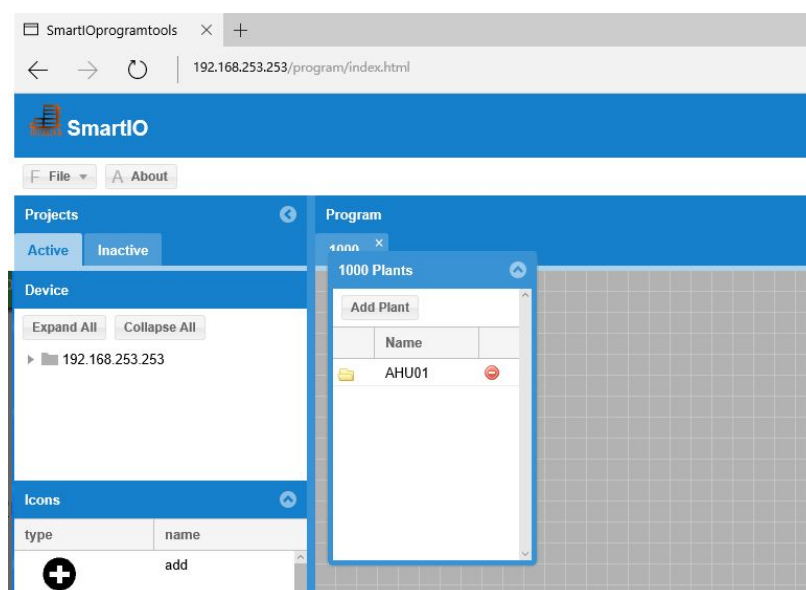 SmartIOprogramtools
192.168.253.253/program/index.html
SmartIO
F File
A About
Projects
Active
Inactive
Device
Expand All
Collapse All
192.168.253.253
Icons
type
name
add
Program
1000
1000 Plants
Add Plant
Name
AHU01